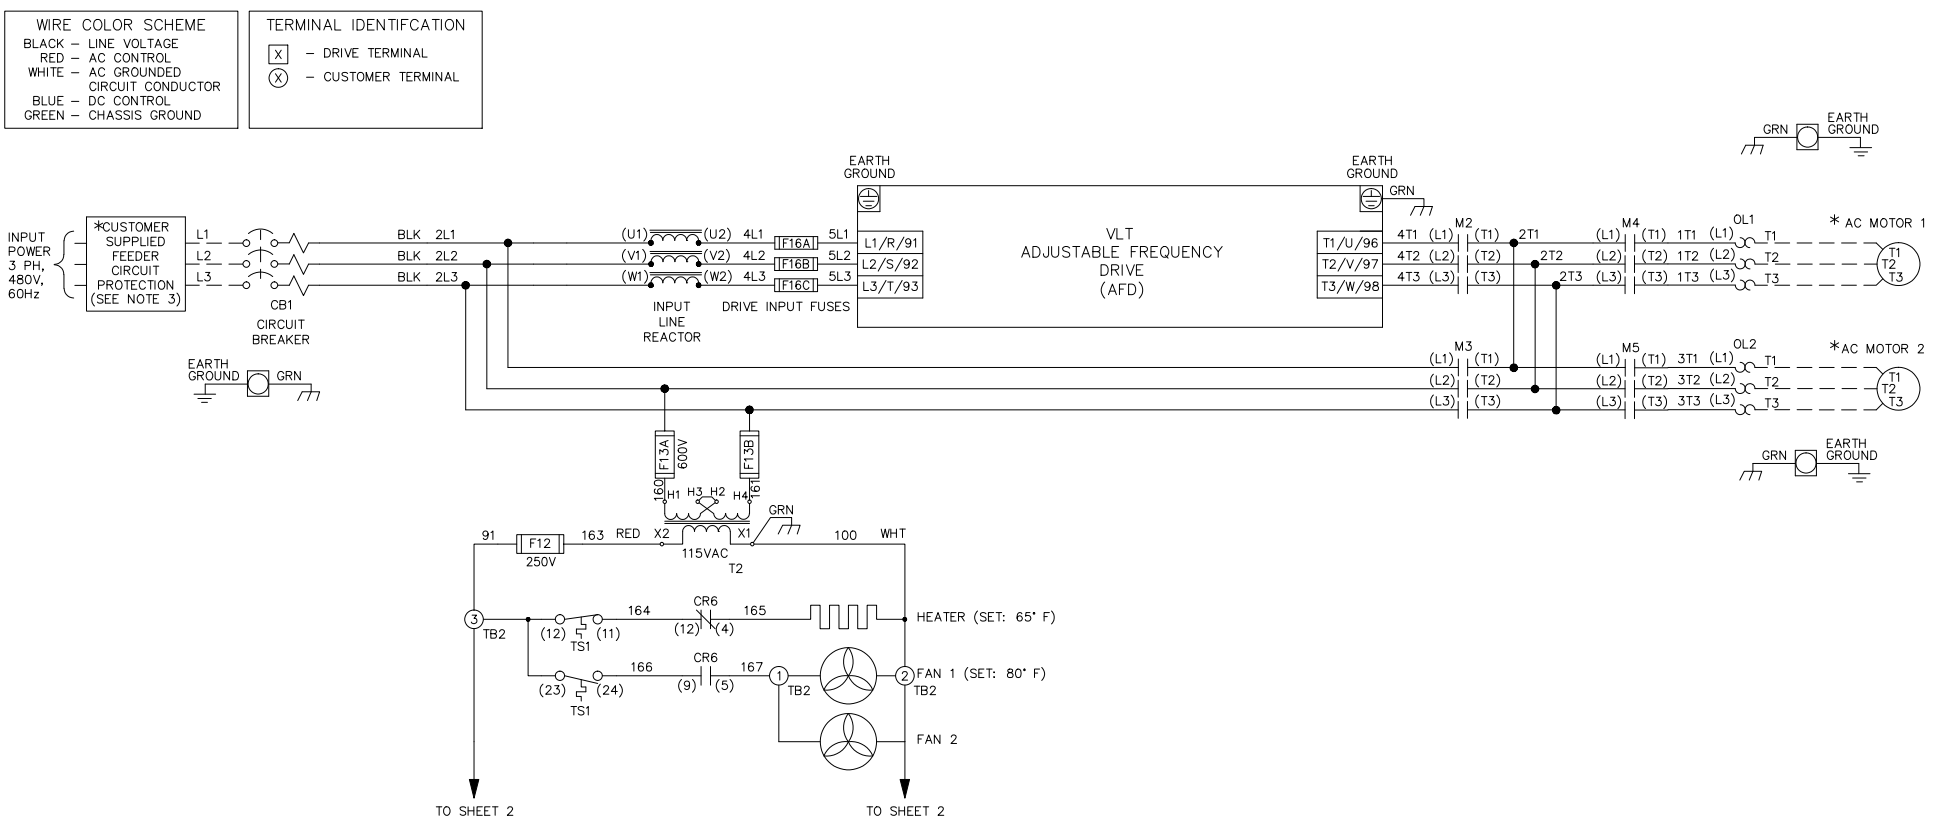 WIRE COLOR SCHEME
BLACK – LINE VOLTAGE
RED – AC CONTROL
WHITE – AC GROUNDED
CIRCUIT CONDUCTOR
BLUE – DC CONTROL
GREEN – CHASSIS GROUND
TERMINAL IDENTIFCATION
X – DRIVE TERMINAL
X – CUSTOMER TERMINAL
GRN
EARTH
GROUND
EARTH
GROUND
EARTH
GROUND
GRN
INPUT
POWER
3 PH,
480V,
60Hz
*CUSTOMER
SUPPLIED
FEEDER
CIRCUIT
PROTECTION
(SEE NOTE 3)
L1
L2
L3
CB1
CIRCUIT
BREAKER
BLK 2L1
BLK 2L2
BLK 2L3
(U1) (U2) 4L1 F16A 5L1 L1/R/91
(V1) (V2) 4L2 F16B 5L2 L2/S/92
(W1) (W2) 4L3 F16C 5L3 L3/T/93
INPUT
LINE
REACTOR
DRIVE INPUT FUSES
VLT
ADJUSTABLE FREQUENCY
DRIVE
(AFD)
M2 M4 OL1 * AC MOTOR 1
T1/U/96 4T1 (L1) (T1) 2T1 (L1) (T1) 1T1 (L1) T1 T1
T2/V/97 4T2 (L2) (T2) 2T2 (L2) (T2) 1T2 (L2) T2 T2
T3/W/98 4T3 (L3) (T3) 2T3 (L3) (T3) 1T3 (L3) T3 T3
EARTH
GROUND GRN
M3 M5 OL2 *AC MOTOR 2
(L1) (T1) (L1) (T1) 3T1 (L1) T1 T1
(L2) (T2) (L2) (T2) 3T2 (L2) T2 T2
(L3) (T3) (L3) (T3) 3T3 (L3) T3 T3
GRN
EARTH
GROUND
F13A
600V
F13B
160
161
H1 H3 H2 H4
GRN
91 F12 163 RED X2 X1 100 WHT
250V
115VAC
T2
3
TB2
(12) (11)
TS1
164
CR6
(12) (4)
165
HEATER (SET: 65° F)
(23) (24)
TS1
166
CR6
(9) (5)
167
1
TB2
2
TB2
FAN 1 (SET: 80° F)
FAN 2
TO SHEET 2
TO SHEET 2